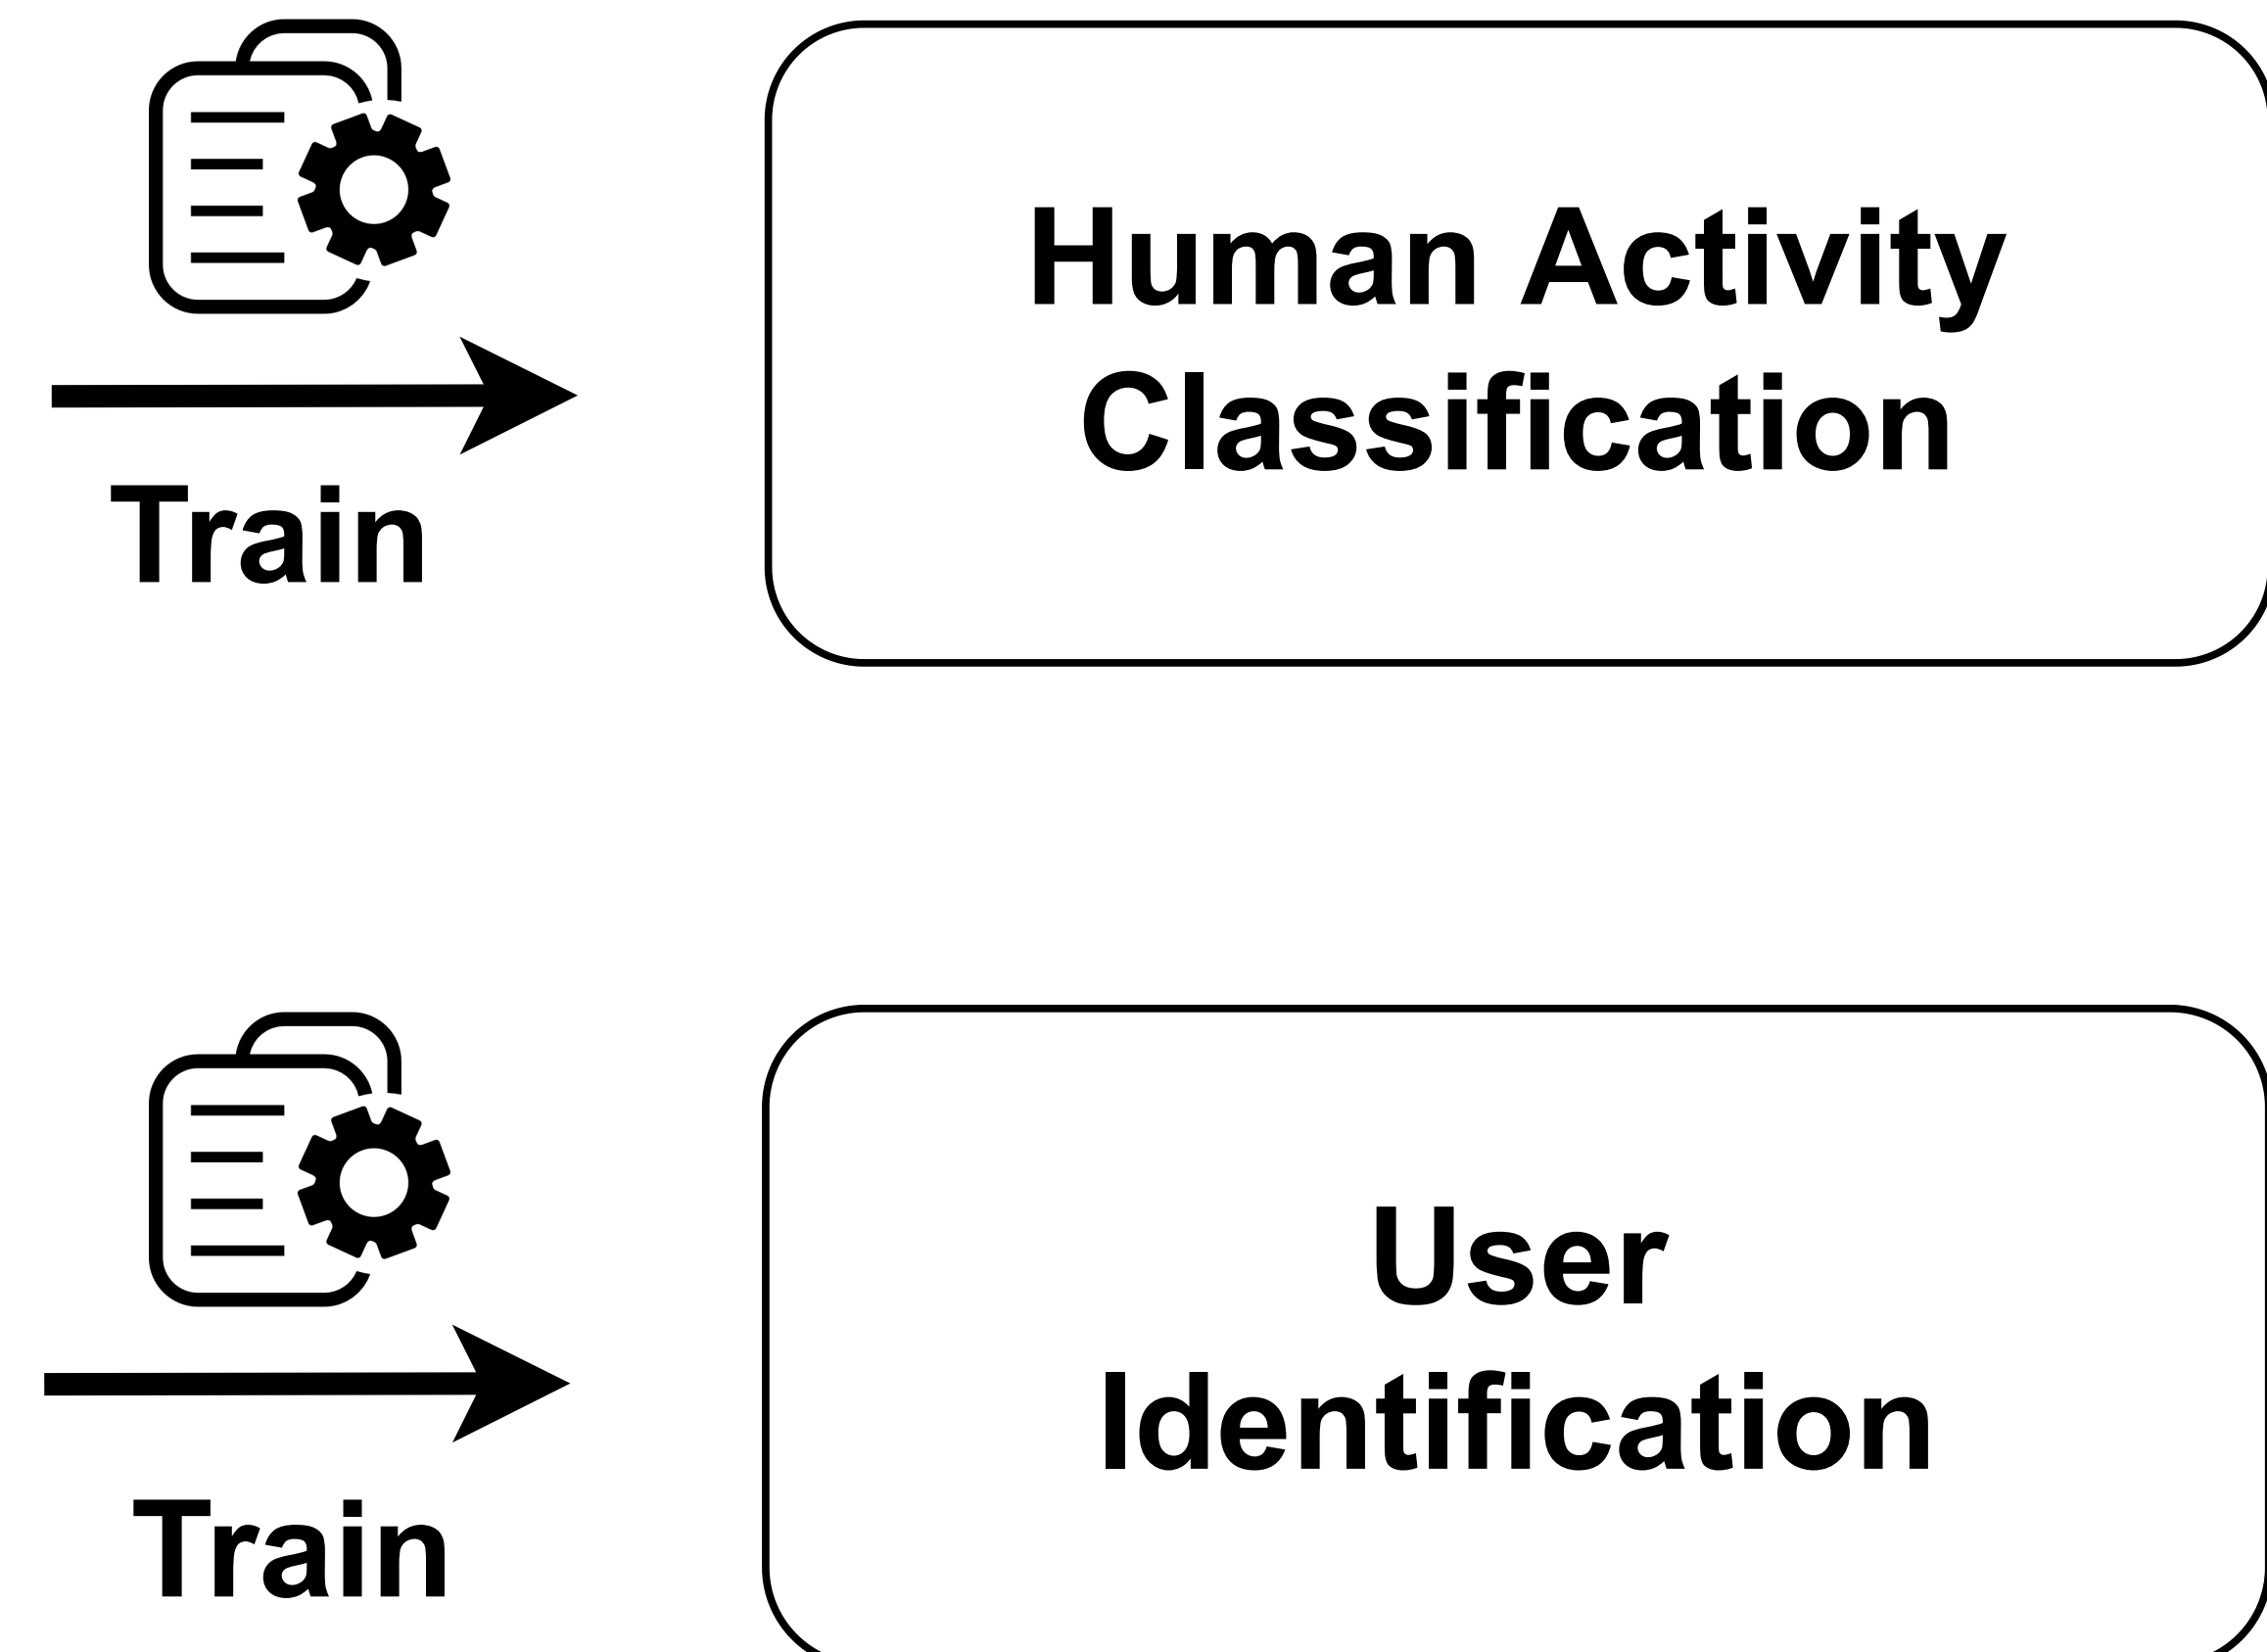 Train
Human Activity
Classification
Train
User
Identification